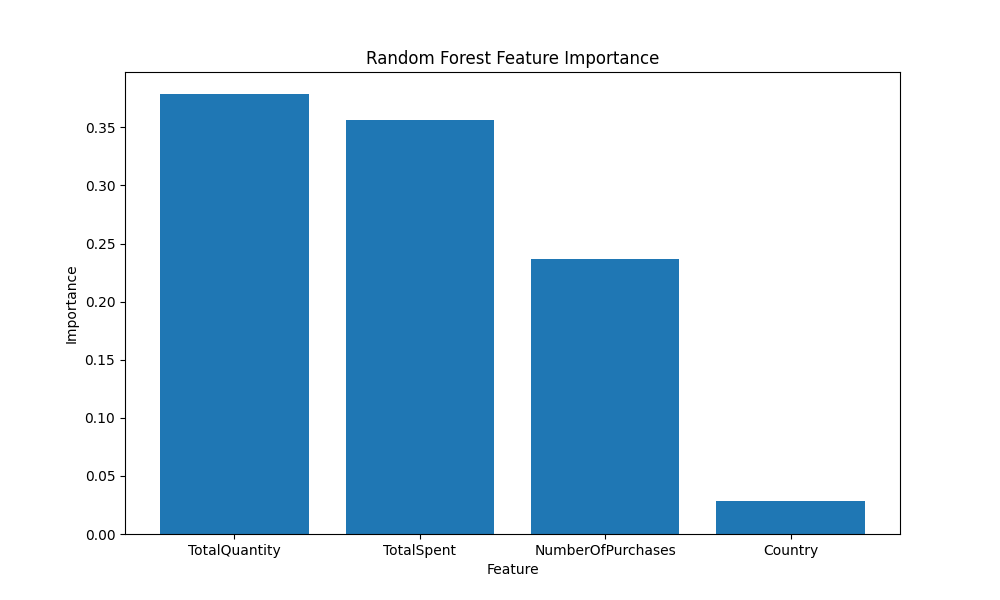 Random Forest Feature Importance
Importance
0.35
0.30
0.25
0.20
0.15
0.10
0.05
0.00
TotalQuantity TotalSpent NumberOfPurchases Country
Feature